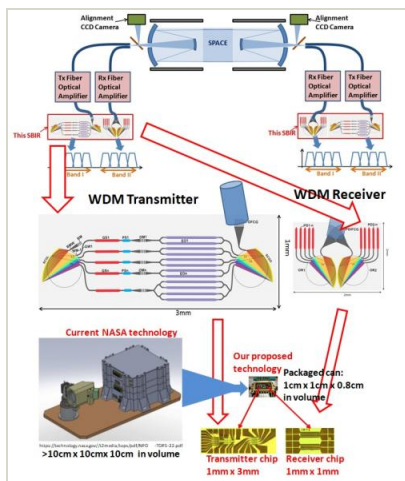 Alignment
CCD Camera
Alignment
CCD Camera
SPACE
Tx Fiber
Optical
Amplifier
Rx Fiber
Optical
Amplifier
Rx Fiber
Optical
Amplifier
Tx Fiber
Optical
Amplifier
This SBIR
This SBIR
Band I
Band II
Band I
Band II
WDM Transmitter
WDM Receiver
1mm
3mm
Current NASA technology
Our proposed
technology
Packaged can:
1cm x 1cm x 0.8cm
in volume
>10cm x 10cmx 10cm in volume
Transmitter chip
1mm x 3mm
Receiver chip
1mm x 1mm